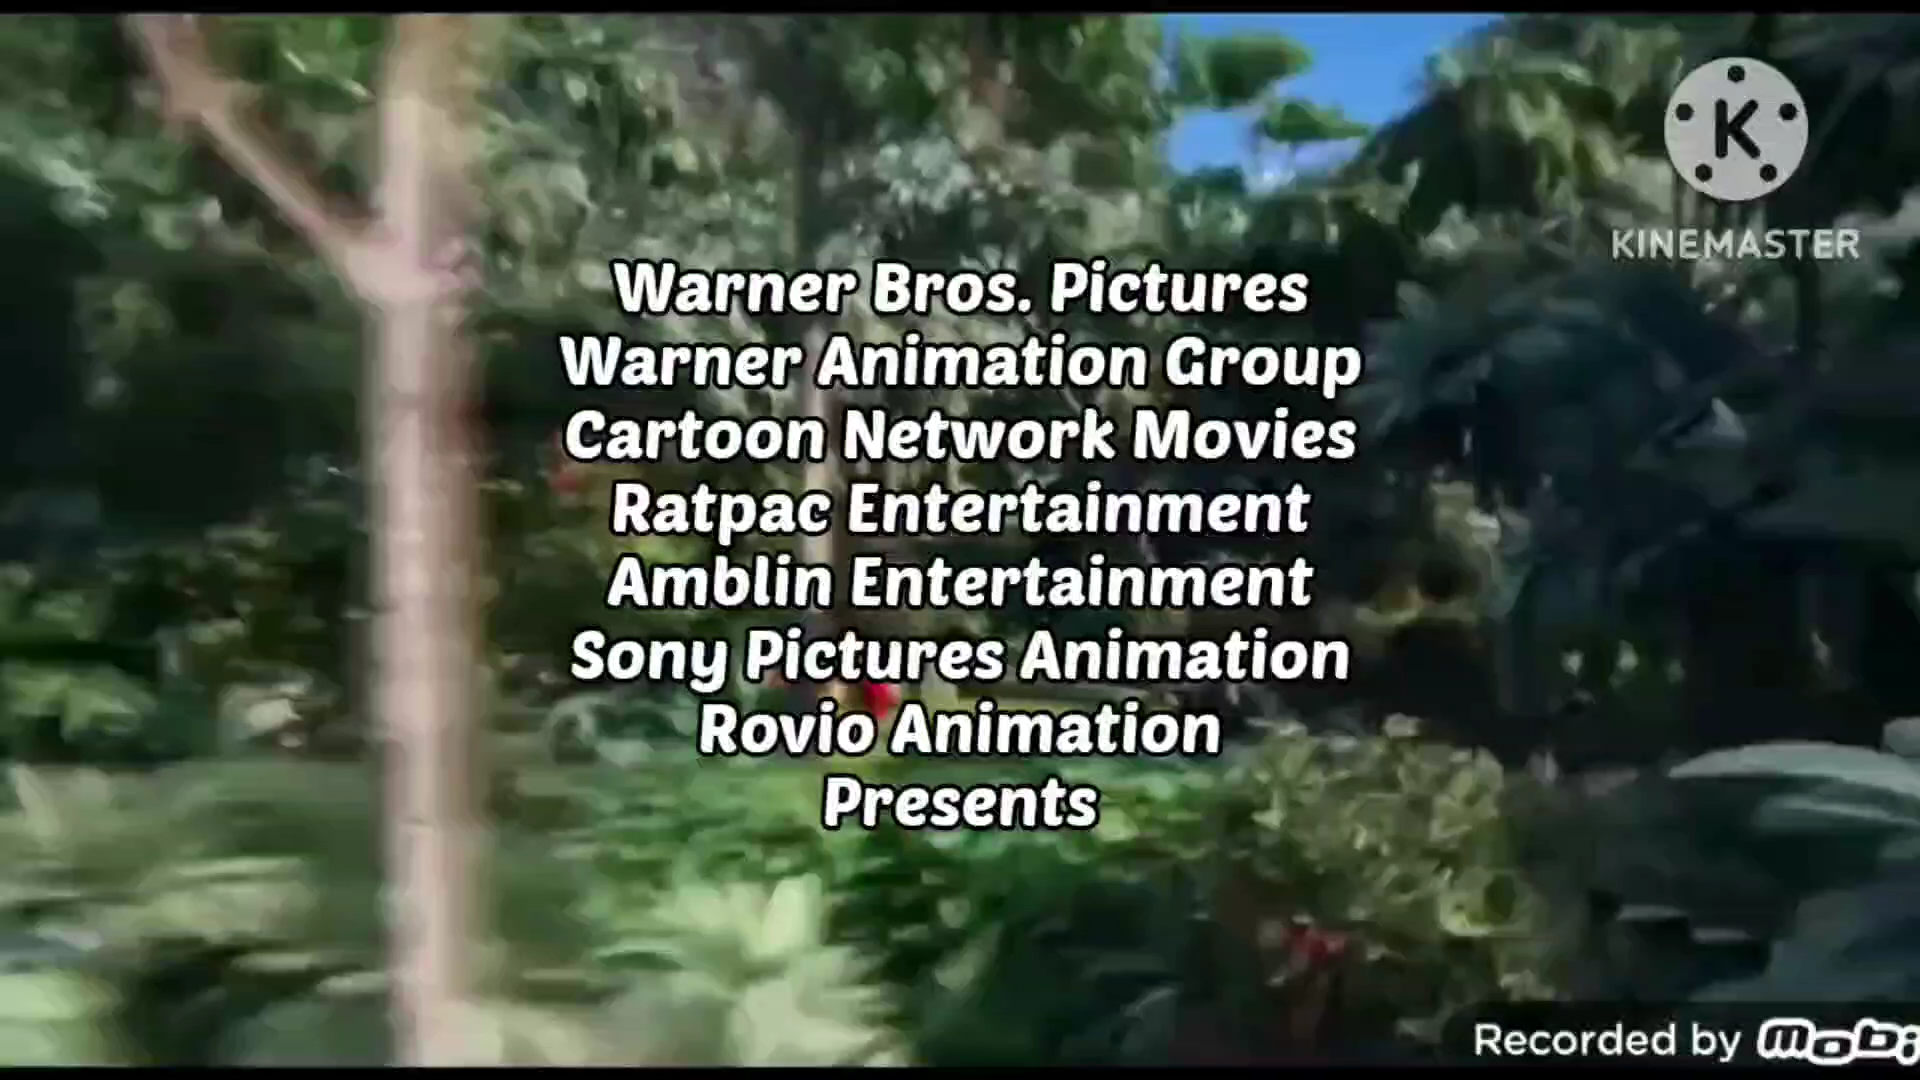 K
KINEMASTER
Warner Bros. Pictures
Warner Animation Group
Cartoon Network Movies
Ratpac Entertainment
Amblin Entertainment
Sony Pictures Animation
Rovio Animation
Presents
Recorded by Mobi